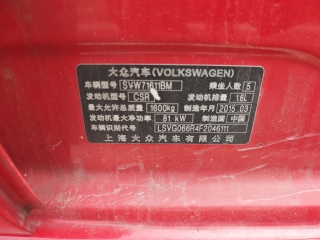 大众汽车(VOLKSWAGEN)
车辆型号 SVW71611BM 乘坐人数 5
发动机型号 CSR 发动机排量 1.6L
最大允许总质量 1600kg 制造年月 2015.03
发动机最大净功率 81 kW 制造国 中国
车辆识别代号 LSVG066R4F2046111
上海大众汽车有限公司